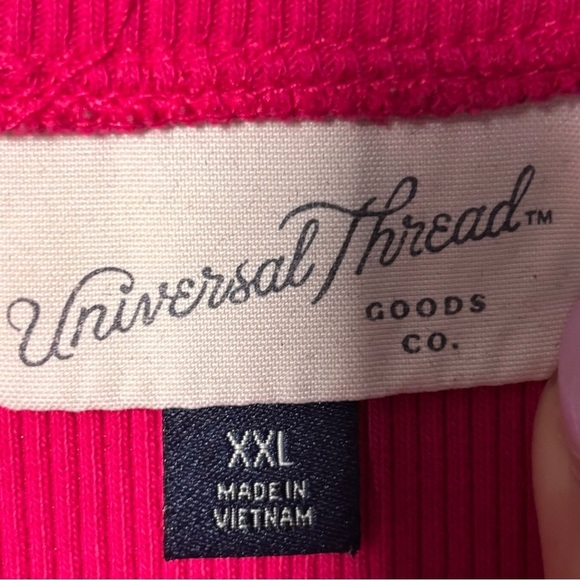 Universal Thread™
GOODS
CO.
XXL
MADE IN
VIETNAM